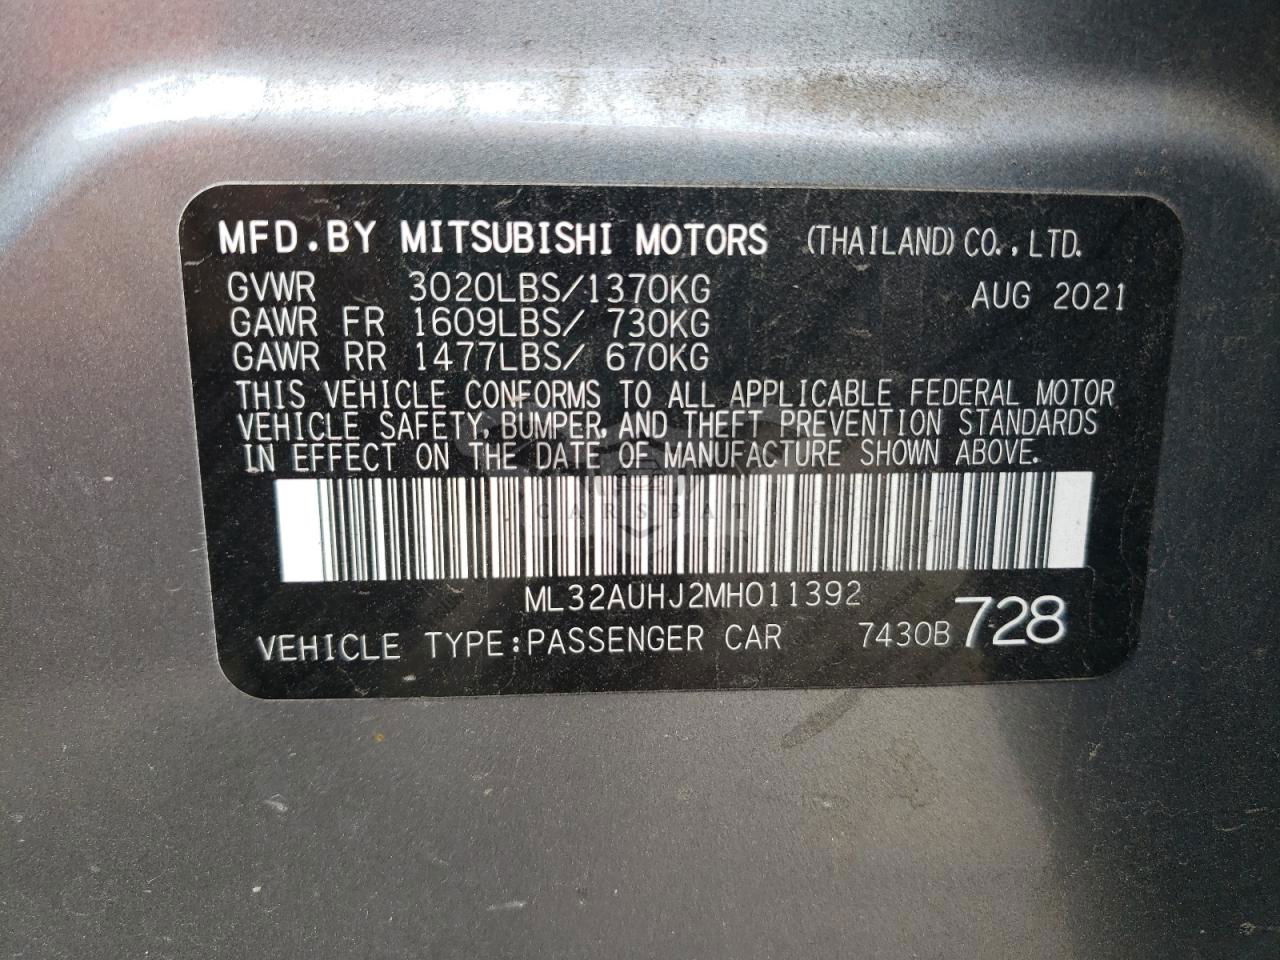 MFD.BY MITSUBISHI MOTORS (THAILAND) CO.,LTD.
GVWR 3020LBS/1370KG AUG 2021
GAWR FR 1609LBS/ 730KG
GAWR RR 1477LBS/ 670KG
THIS VEHICLE CONFORMS TO ALL APPLICABLE FEDERAL MOTOR
VEHICLE SAFETY, BUMPER, AND THEFT PREVENTION STANDARDS
IN EFFECT ON THE DATE OF MANUFACTURE SHOWN ABOVE.
ML32AUHJ2MH011392
VEHICLE TYPE:PASSENGER CAR 7430B 728